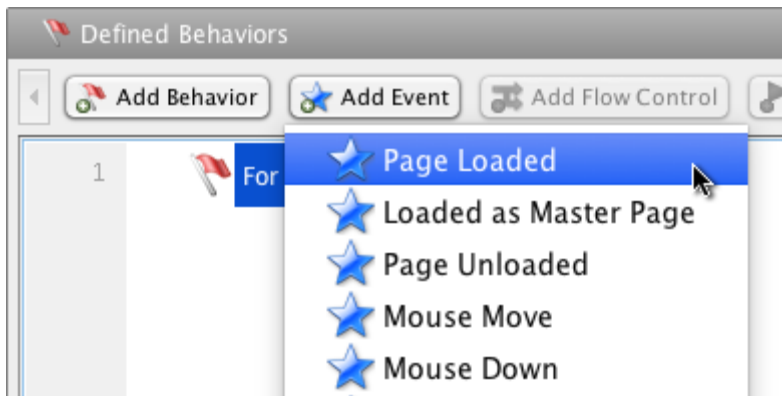 Defined Behaviors
Add Behavior Add Event Add Flow Control
1 For
Page Loaded
Loaded as Master Page
Page Unloaded
Mouse Move
Mouse Down